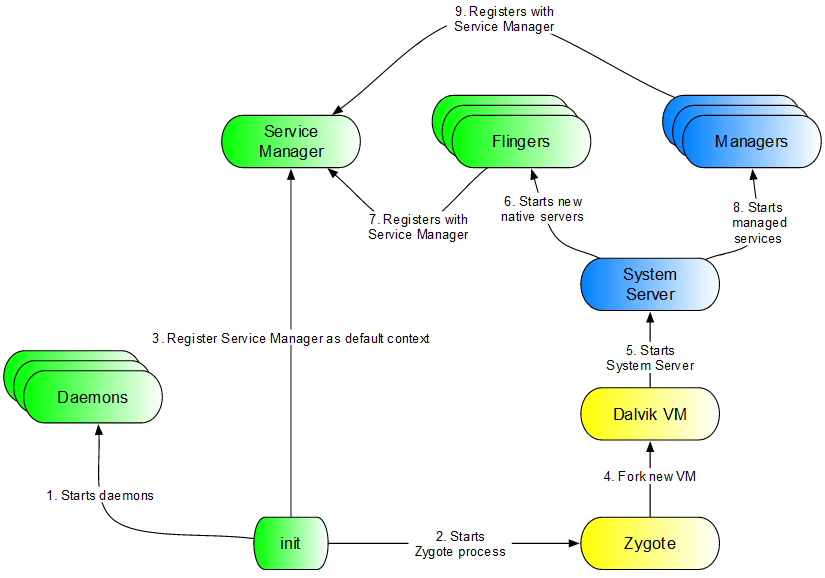 9. Registers with
Service Manager
Service
Manager
Flingers
Managers
7. Registers with
Service Manager
6. Starts new
native servers
8. Starts
managed
services
System
Server
3. Register Service Manager as default context
5. Starts
System Server
Daemons
Dalvik VM
4. Fork new VM
1. Starts daemons
init
2. Starts
Zygote process
Zygote